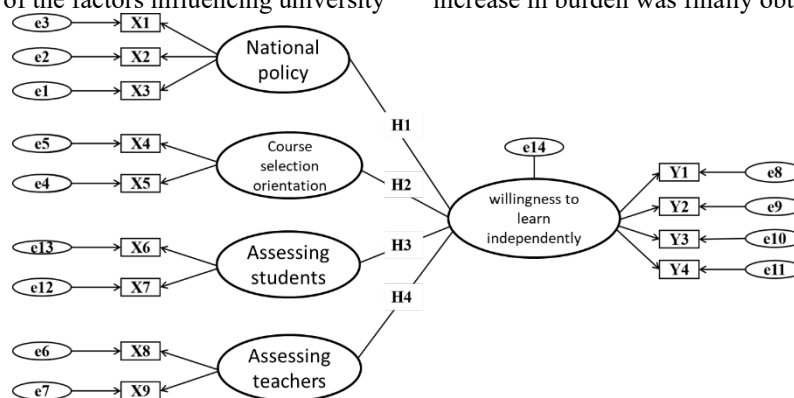 of the factors influencing university
increase in burden was finally obt
e3
X1
e2
X2
e1
X3
National
policy
H1
e5
X4
e4
X5
Course
selection
orientation
H2
e13
X6
e12
X7
Assessing
students
H3
e6
X8
e7
X9
Assessing
teachers
H4
e14
willingness to
learn
independently
Y1
e8
Y2
e9
Y3
e10
Y4
e11